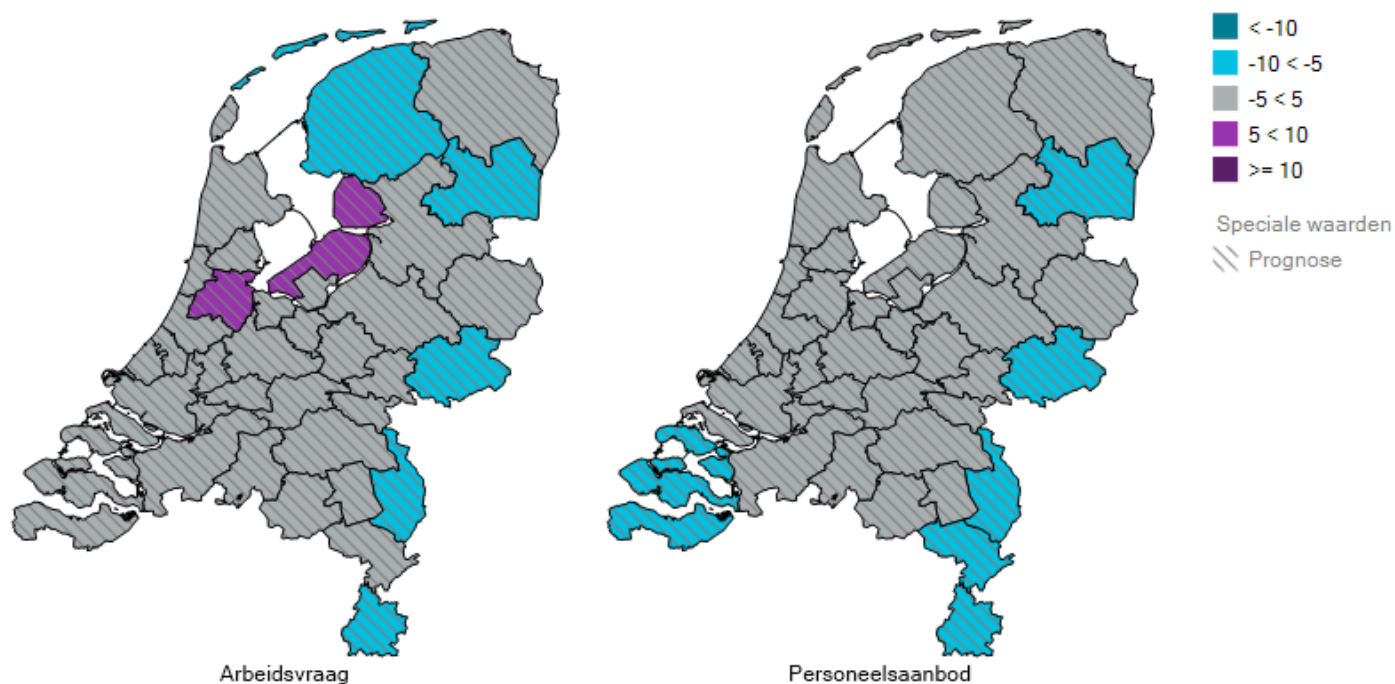 < -10
-10 < -5
-5 < 5
5 < 10
>= 10
Speciale waarden
Prognose
Arbeidsvraag
Personeelsaanbod